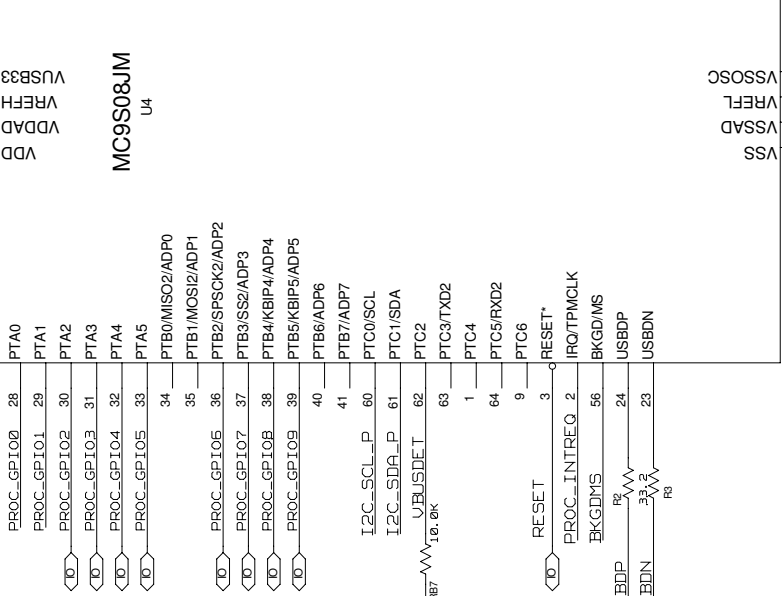 VUSB33
VREFH
VDDAD
VDD
MC9S08JM
U4
VSSOSC
VREFL
VSSAD
VSS
PROC_GPIO0 28 PTA0
PROC_GPIO1 29 PTA1
IO PROC_GPIO2 30 PTA2
IO PROC_GPIO3 31 PTA3
IO PROC_GPIO4 32 PTA4
IO PROC_GPIO5 33 PTA5
34 PTB0/MISO2/ADP0
35 PTB1/MOSI2/ADP1
IO PROC_GPIO6 36 PTB2/SPSCK2/ADP2
IO PROC_GPIO7 37 PTB3/SS2/ADP3
IO PROC_GPIO8 38 PTB4/KBIP4/ADP4
IO PROC_GPIO9 39 PTB5/KBIP5/ADP5
40 PTB6/ADP6
41 PTB7/ADP7
I2C_SCL_P 60 PTC0/SCL
I2C_SDA_P 61 PTC1/SDA
VBUSDET 62 PTC2
10.0K
63 PTC3/TXD2
1 PTC4
64 PTC5/RXD2
9 PTC6
IO RESET 3 RESET*
PROC_INTREQ 2 IRQ/TPMCLK
BKGDMS 56 BKGD/MS
BDP R2 24 USBDP
33.2
BDN R3 23 USBDN